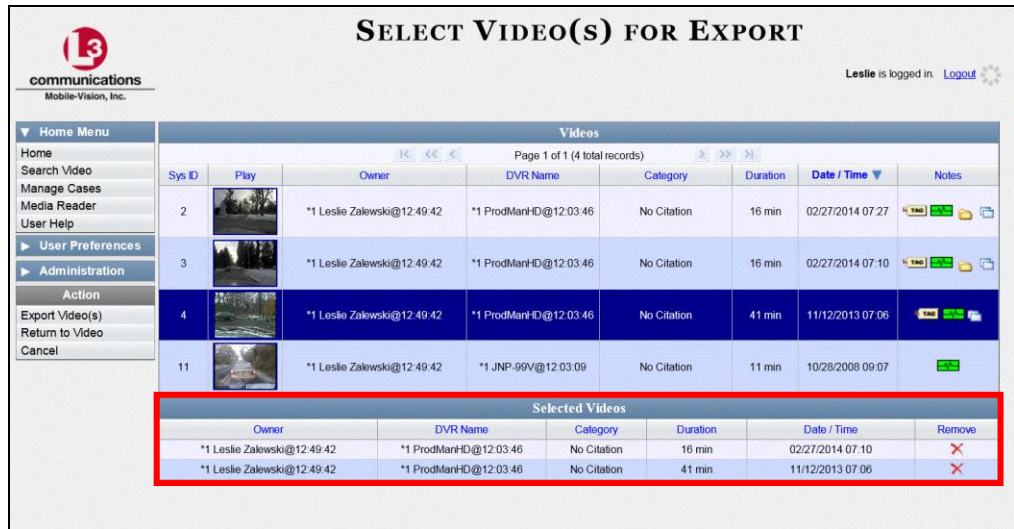 SELECT VIDEO(S) FOR EXPORT
L3
communications
Mobile-Vision, Inc.
Leslie is logged in. Logout
Home Menu
Home
Search Video
Manage Cases
Media Reader
User Help
User Preferences
Administration
Action
Export Video(s)
Return to Video
Cancel
Videos
|< << < Page 1 of 1 (4 total records) > >> >|
Sys ID Play Owner DVR Name Category Duration Date / Time Notes
2 *1 Leslie Zalewski@12:49:42 *1 ProdManHD@12:03:46 No Citation 16 min 02/27/2014 07:27 TAG
3 *1 Leslie Zalewski@12:49:42 *1 ProdManHD@12:03:46 No Citation 16 min 02/27/2014 07:10 TAG
4 *1 Leslie Zalewski@12:49:42 *1 ProdManHD@12:03:46 No Citation 41 min 11/12/2013 07:06 TAG
11 *1 Leslie Zalewski@12:49:42 *1 JNP-99V@12:03:09 No Citation 11 min 10/28/2008 09:07
Selected Videos
Owner DVR Name Category Duration Date / Time Remove
*1 Leslie Zalewski@12:49:42 *1 ProdManHD@12:03:46 No Citation 16 min 02/27/2014 07:10
*1 Leslie Zalewski@12:49:42 *1 ProdManHD@12:03:46 No Citation 41 min 11/12/2013 07:06